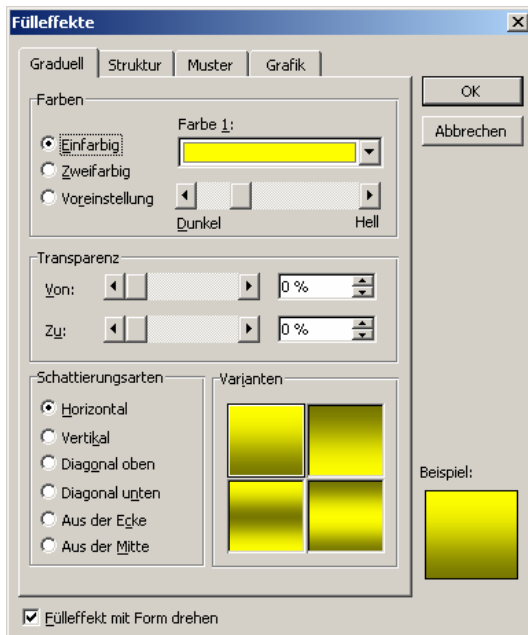 Fülleffekte
Graduell Struktur Muster Grafik
OK
Abbrechen
Farben
Einfarbig
Zweifarbig
Voreinstellung
Farbe 1:
Dunkel Hell
Transparenz
Von: 0 %
Zu: 0 %
Schattierungsarten
Horizontal
Vertikal
Diagonal oben
Diagonal unten
Aus der Ecke
Aus der Mitte
Varianten
Beispiel:
Fülleffekt mit Form drehen